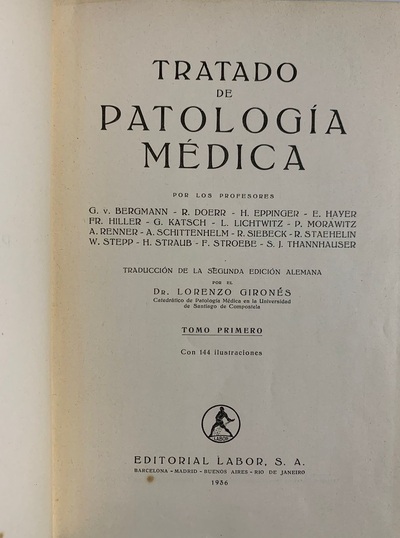 TRATADO
DE
PATOLOGÍA
MÉDICA
POR LOS PROFESORES
G. v. BERGMANN - R. DOERR - H. EPPINGER - E. HAYER
FR. HILLER - G. KATSCH - L. LICHTWITZ - P. MORAWITZ
A. RENNER - A. SCHITTENHELM - R. SIEBECK - R. STAEHELIN
W. STEPP - H. STRAUB - F. STROEBE - S. J. THANNHAUSER
TRADUCCIÓN DE LA SEGUNDA EDICIÓN ALEMANA
POR EL
DR. LORENZO GIRONÉS
Catedrático de Patología Médica en la Universidad
de Santiago de Compostela
TOMO PRIMERO
Con 144 ilustraciones
LABOR
EDITORIAL LABOR, S. A.
BARCELONA - MADRID - BUENOS AIRES - RIO DE JANEIRO
1936